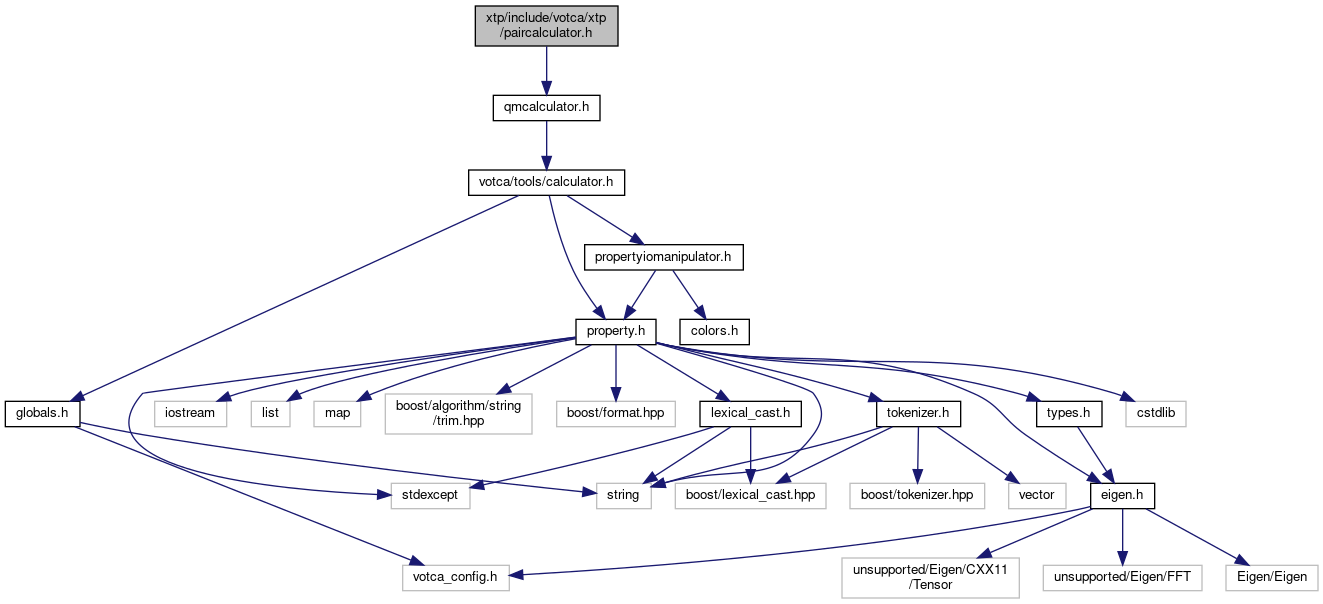 xtp/include/votca/xtp
/paircalculator.h
qmcalculator.h
votca/tools/calculator.h
propertyiomanipulator.h
property.h
colors.h
globals.h
iostream
list
map
boost/algorithm/string
/trim.hpp
boost/format.hpp
lexical_cast.h
tokenizer.h
types.h
cstdlib
stdexcept
string
boost/lexical_cast.hpp
boost/tokenizer.hpp
vector
eigen.h
votca_config.h
unsupported/Eigen/CXX11
/Tensor
unsupported/Eigen/FFT
Eigen/Eigen